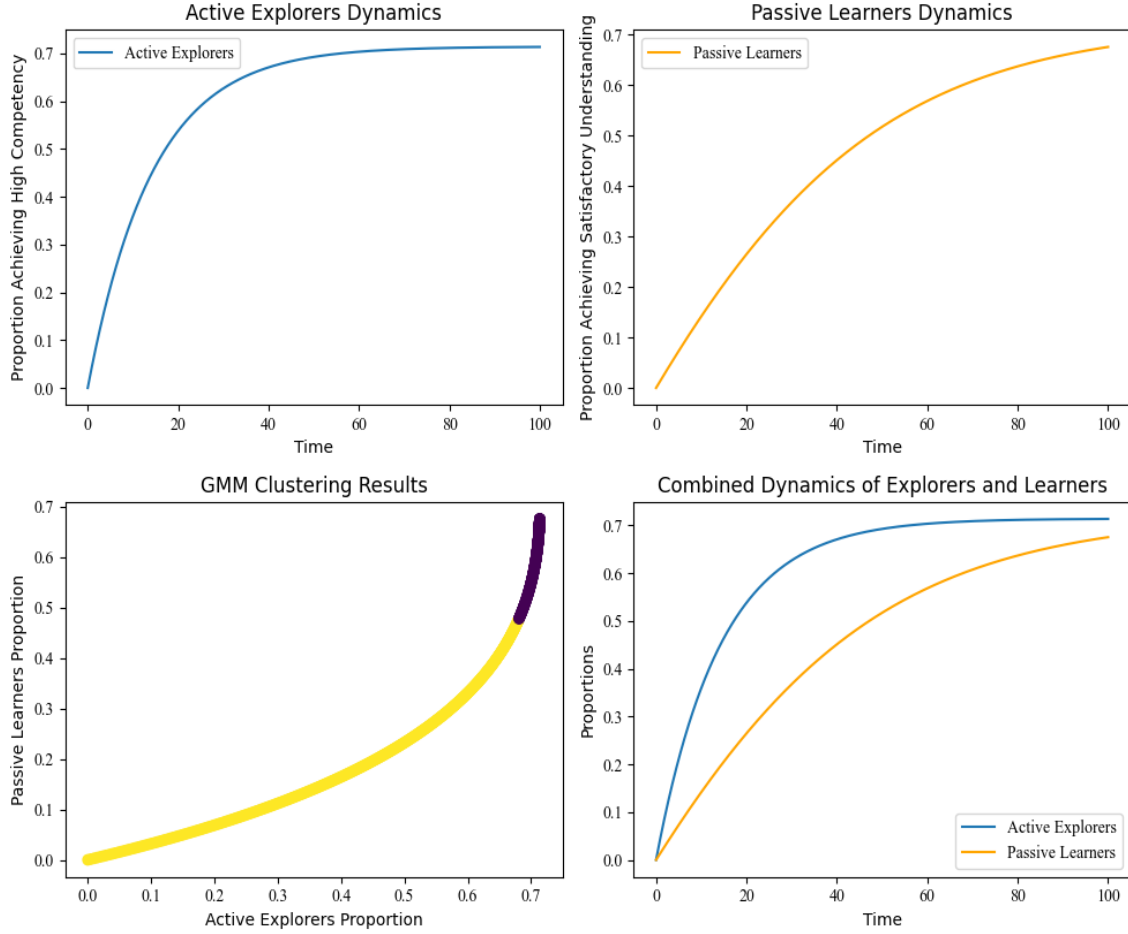 Active Explorers Dynamics
Proportion Achieving High Competency
0.7
0.6
0.5
0.4
0.3
0.2
0.1
0.0
Active Explorers
0 20 40 60 80 100
Time
Passive Learners Dynamics
Proportion Achieving Satisfactory Understanding
0.7
0.6
0.5
0.4
0.3
0.2
0.1
0.0
Passive Learners
0 20 40 60 80 100
Time
GMM Clustering Results
Passive Learners Proportion
0.7
0.6
0.5
0.4
0.3
0.2
0.1
0.0
0.0 0.1 0.2 0.3 0.4 0.5 0.6 0.7
Active Explorers Proportion
Combined Dynamics of Explorers and Learners
Proportions
0.7
0.6
0.5
0.4
0.3
0.2
0.1
0.0
Active Explorers
Passive Learners
0 20 40 60 80 100
Time